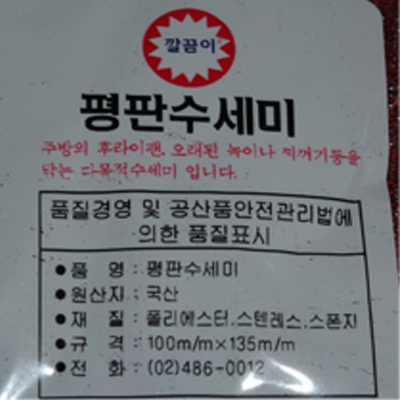 깔끔이
평판수세미
주방의 후라이팬, 오래된 녹이나 찌꺼기등을
닦는 다목적수세미 입니다.
품질경영 및 공산품안전관리법에
의한 품질표시
●품 명 : 평판수세미
●원산지 : 국산
●재 질 : 폴리에스터.스텐레스.스폰지
●규 격 : 100m/m×135m/m
●전 화 : (02)486-0012